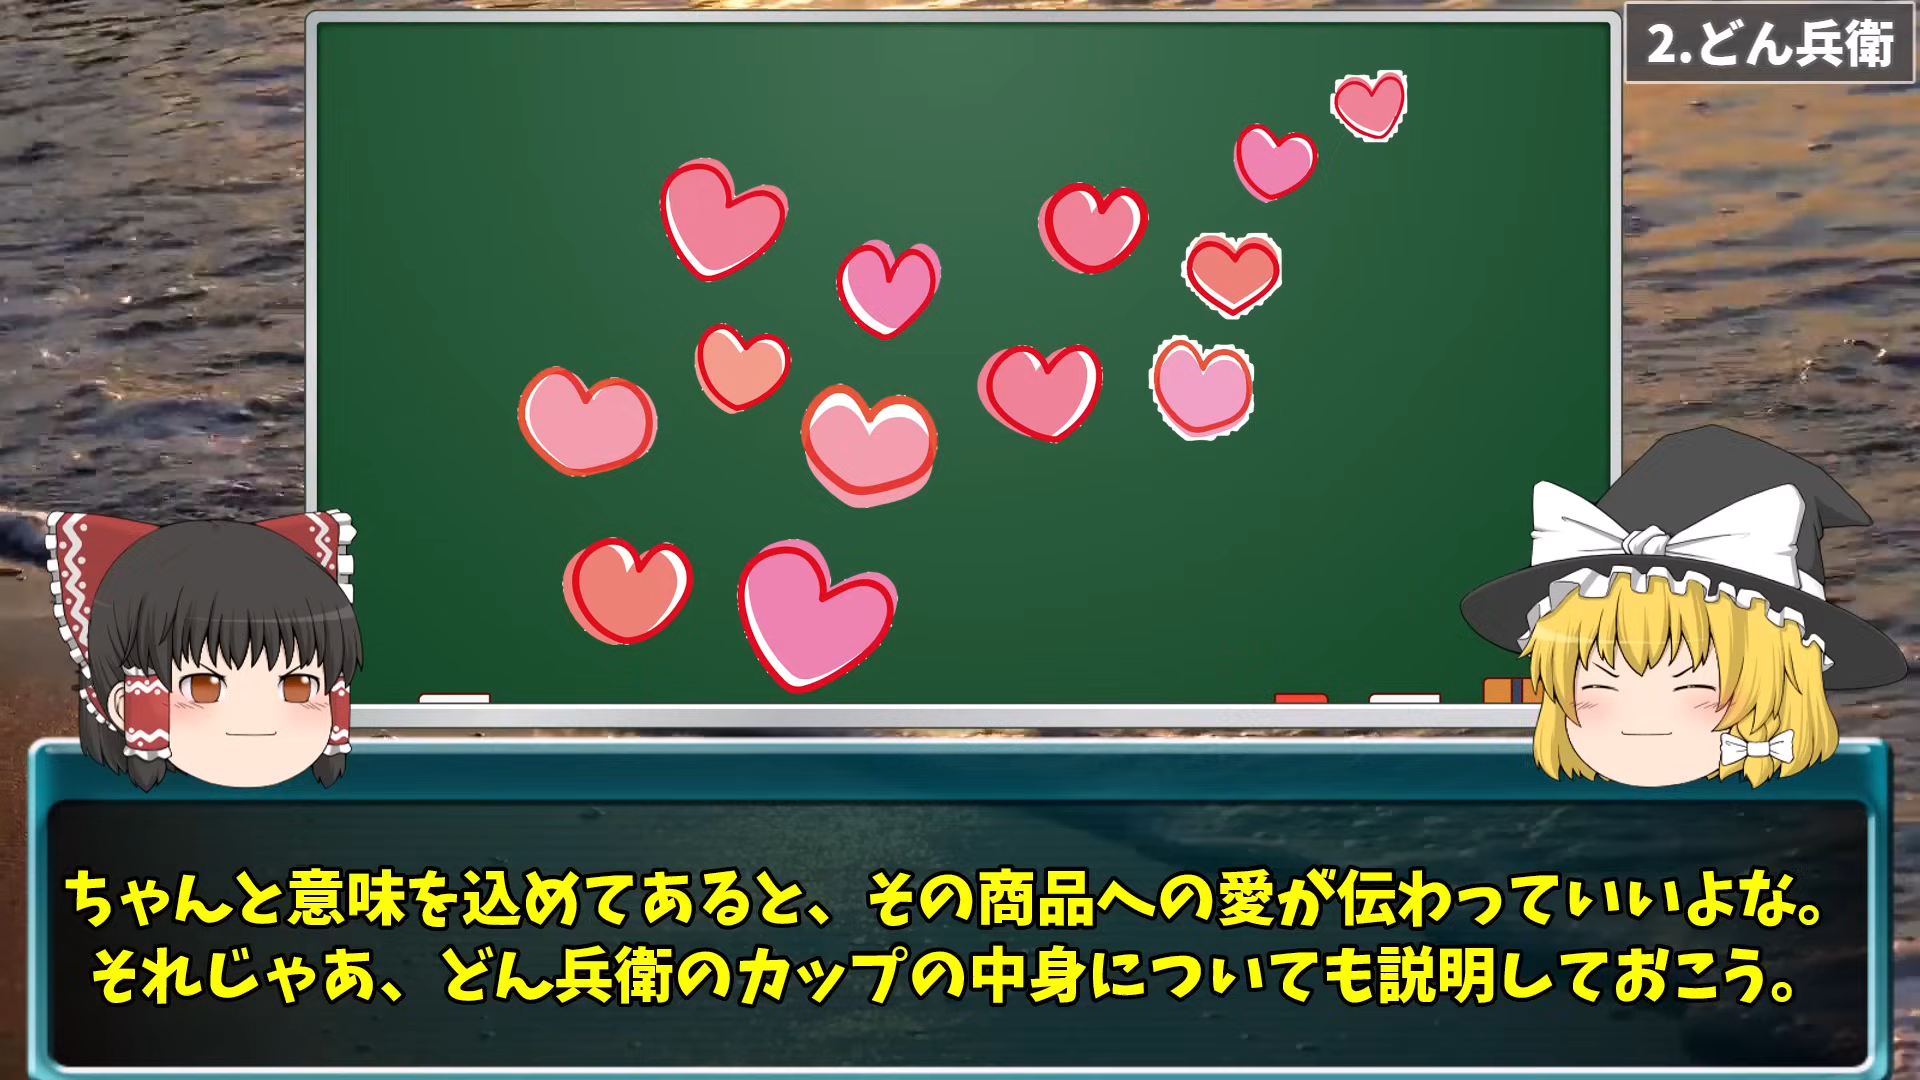 2.どん兵衛
ちゃんと意味を込めてあると、その商品への愛が伝わっていいよな。
それじゃあ、どん兵衛のカップの中身についても説明しておこう。